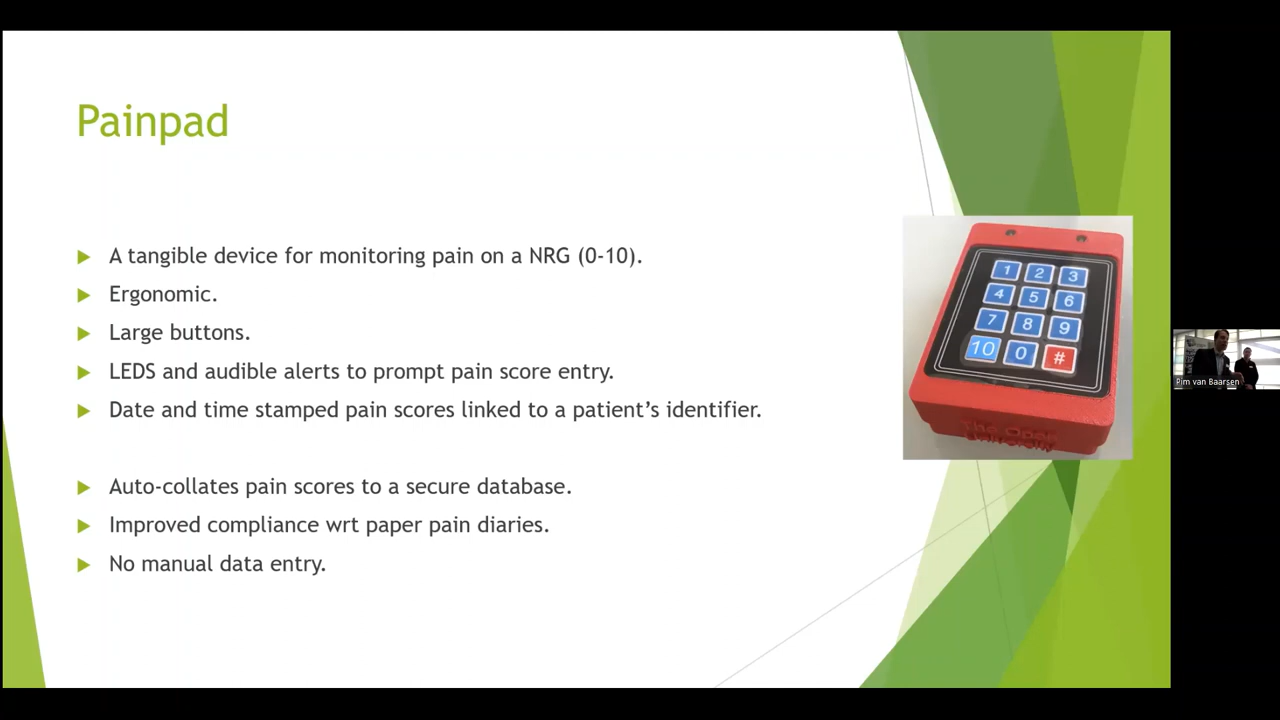 Painpad
A tangible device for monitoring pain on a NRG (0-10).
Ergonomic.
Large buttons.
LEDS and audible alerts to prompt pain score entry.
Date and time stamped pain scores linked to a patient’s identifier.
Auto-collates pain scores to a secure database.
Improved compliance wrt paper pain diaries.
No manual data entry.
1 2 3
4 5 6
7 8 9
10 0 #
The Open
University
Pim van Baarsen